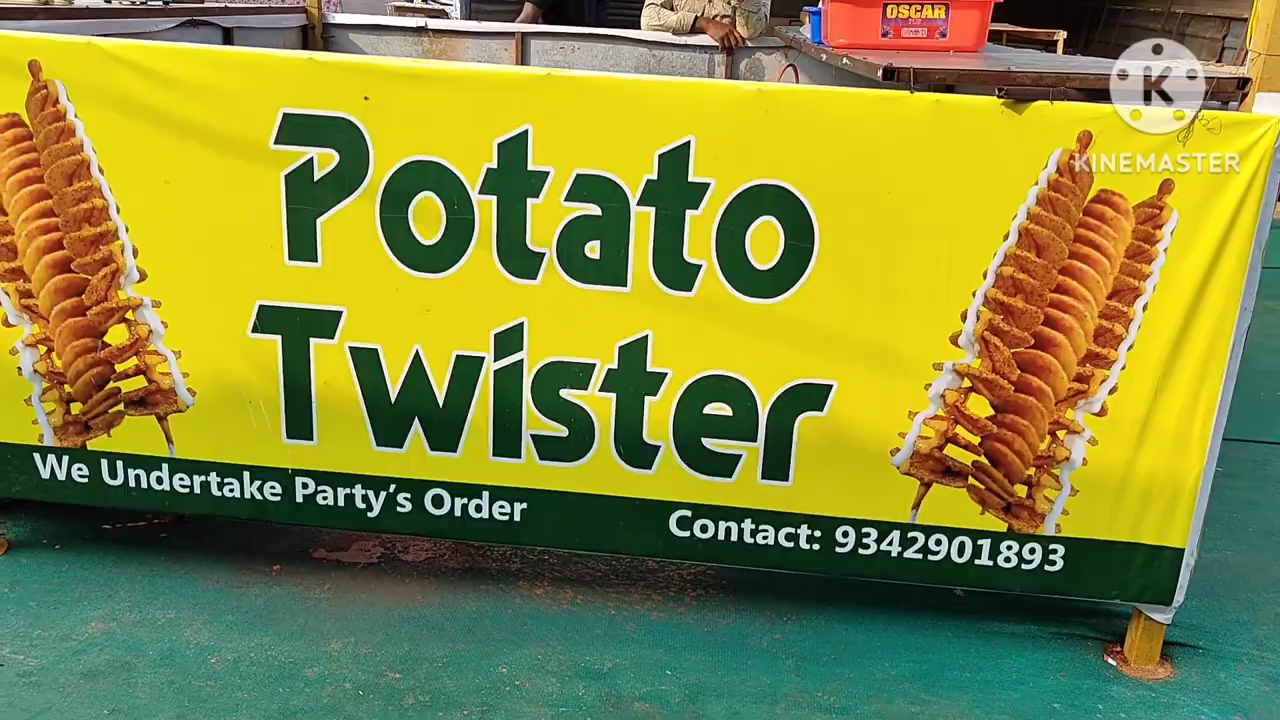 OSCAR
K
KINEMASTER
Potato
Twister
We Undertake Party's Order
Contact: 9342901893